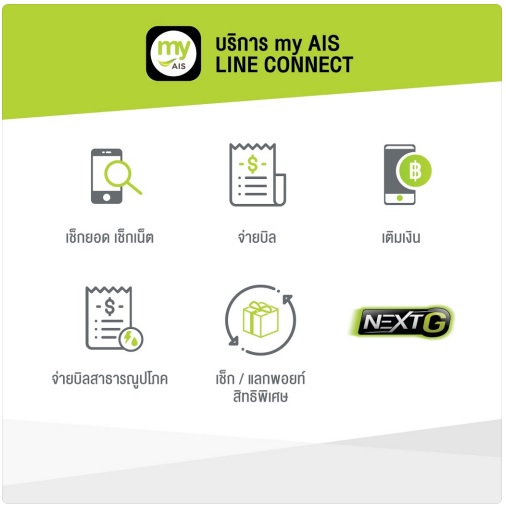 my
AIS
บริการ my AIS
LINE CONNECT
เช็กยอด เช็กเน็ต
จ่ายบิล
เติมเงิน
จ่ายบิลสาธารณูปโภค
เช็ก / แลกพอยท์
สิทธิพิเศษ
NEXT G